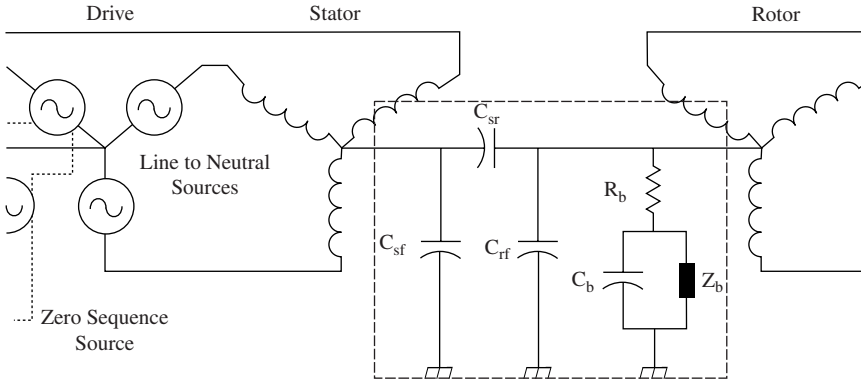 Drive
Stator
Rotor
C_sr
Line to Neutral
Sources
R_b
C_sf
C_rf
C_b
Z_b
Zero Sequence
Source